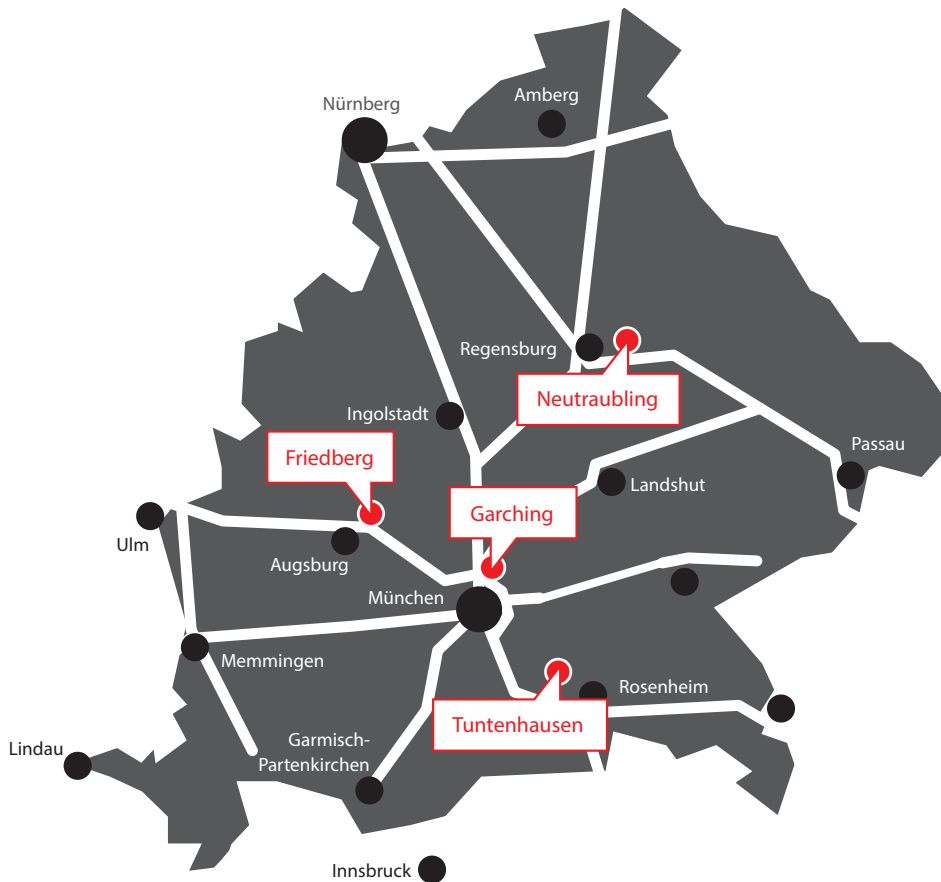 Nürnberg
Amberg
Regensburg
Neutraubling
Ingolstadt
Friedberg
Passau
Landshut
Garching
Ulm
Augsburg
München
Memmingen
Rosenheim
Tuntenhausen
Lindau
Garmisch-
Partenkirchen
Innsbruck